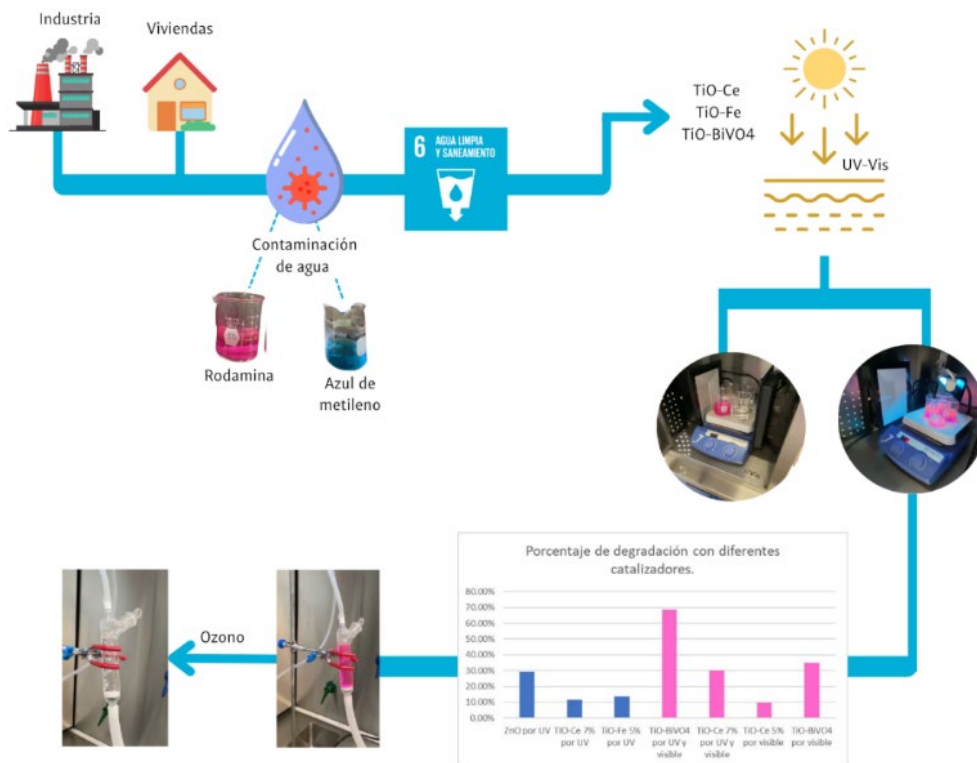 Industria
Viviendas
6 AGUA LIMPIA
Y SANEAMIENTO
TiO-Ce
TiO-Fe
TiO-BiVO4
UV-Vis
Contaminación
de agua
Rodamina
Azul de
metileno
Porcentaje de degradación con diferentes
catalizadores.
80.00%
70.00%
60.00%
50.00%
40.00%
30.00%
20.00%
10.00%
0.00%
ZnO por UV
TiO-Ce 7%
por UV
TiO-Fe 5%
por UV
TiO-BiVO4
por UV y
visible
TiO-Ce 7%
por UV y
visible
TiO-Ce 5%
por visible
TiO-BiVO4
por visible
Ozono